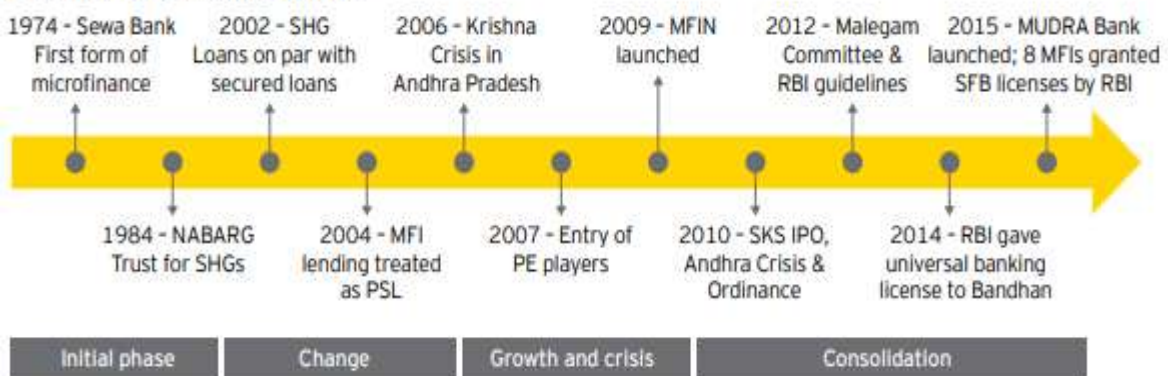 1974 - Sewa Bank
First form of
microfinance
2002 - SHG
Loans on par with
secured loans
2006 - Krishna
Crisis in
Andhra Pradesh
2009 - MFIN
launched
2012 - Malegam
Committee &
RBI guidelines
2015 - MUDRA Bank
launched; 8 MFIs granted
SFB licenses by RBI
1984 - NABARG
Trust for SHGs
2004 - MFI
lending treated
as PSL
2007 - Entry of
PE players
2010 - SKS IPO,
Andhra Crisis &
Ordinance
2014 - RBI gave
universal banking
license to Bandhan
Initial phase
Change
Growth and crisis
Consolidation